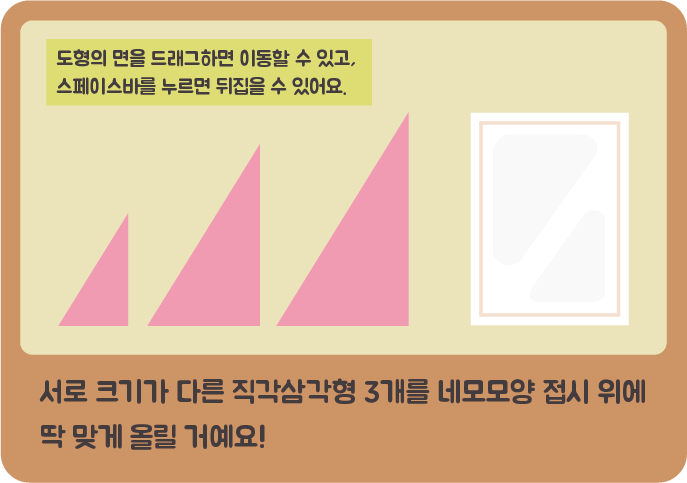 도형의 면을 드래그하면 이동할 수 있고,
스페이스바를 누르면 뒤집을 수 있어요.
서로 크기가 다른 직각삼각형 3개를 네모모양 접시 위에
딱 맞게 올릴 거예요!